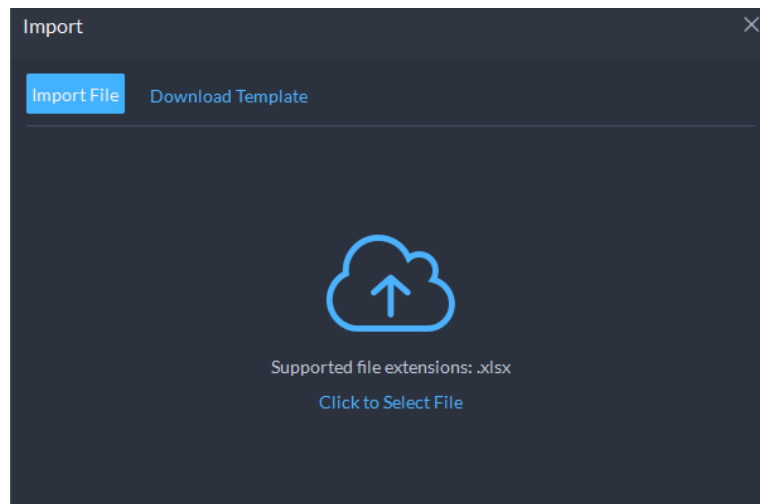 Import
Import File
Download Template
Supported file extensions: .xlsx
Click to Select File